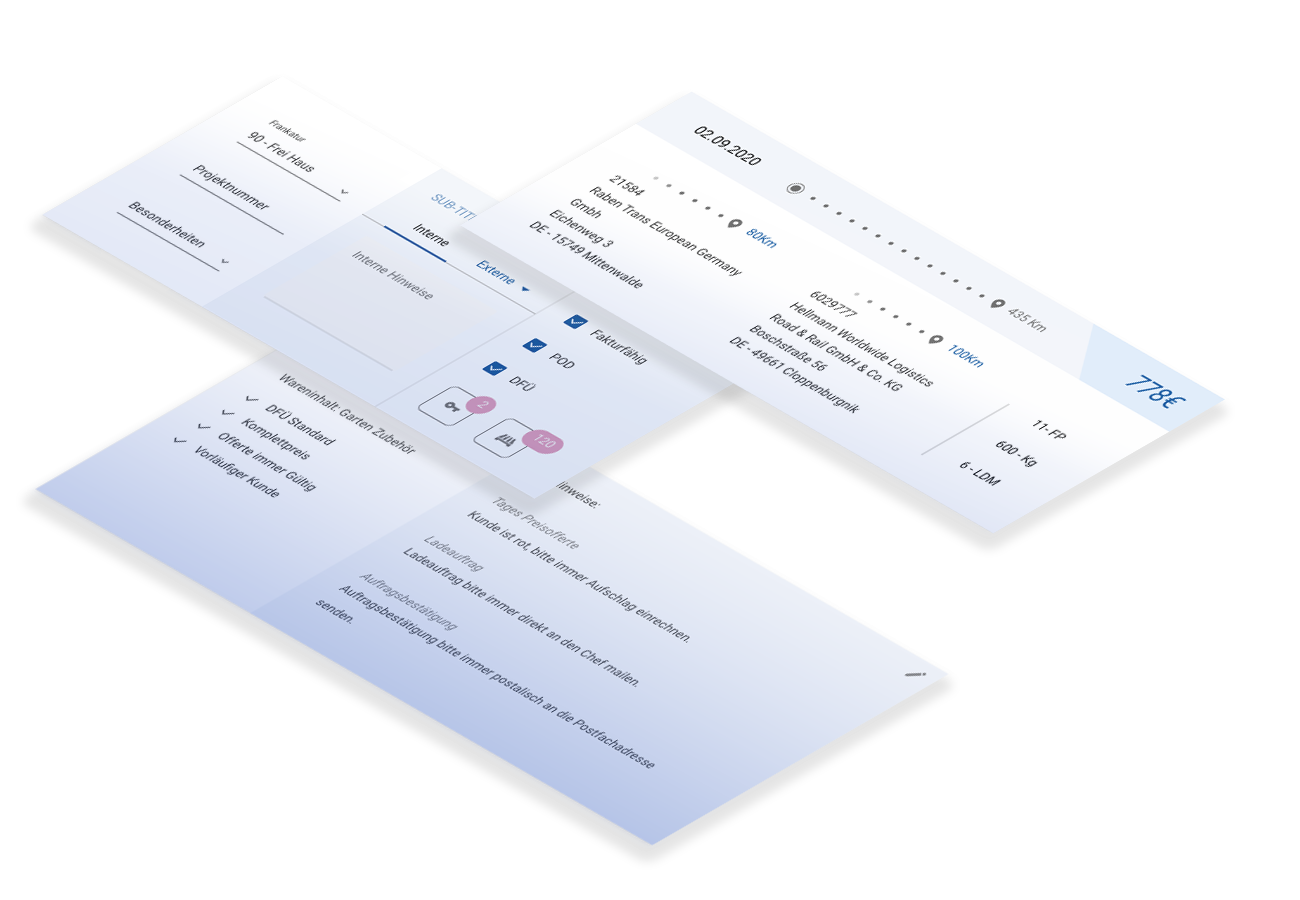 Frankatur
90 - Frei Haus
Projektnummer
Besonderheiten
SUB-TIT
Interne
Externe
Interne Hinweise
Fakturfähig
POD
DFÜ
2
120
02.09.2020
435 Km
778€
21584
80Km
Raben Trans European Germany
Gmbh
Eichenweg 3
DE - 15749 Mittenwalde
6029777
100Km
Hellmann Worldwide Logistics
Road & Rail GmbH & Co. KG
Boschstraße 56
DE - 49661 Cloppenburgnik
11- FP
600 - Kg
6 - LDM
Wareninhalt: Garten Zubehör
DFÜ Standard
Komplettpreis
Offerte immer Gültig
Vorläufiger Kunde
inweise:
Tages Preisofferte
Kunde ist rot, bitte immer Aufschlag einrechnen.
Ladeauftrag
Ladeauftrag bitte immer direkt an den Chef mailen.
Auftragsbestätigung
Auftragsbestätigung bitte immer postalisch an die Postfachadresse
senden.